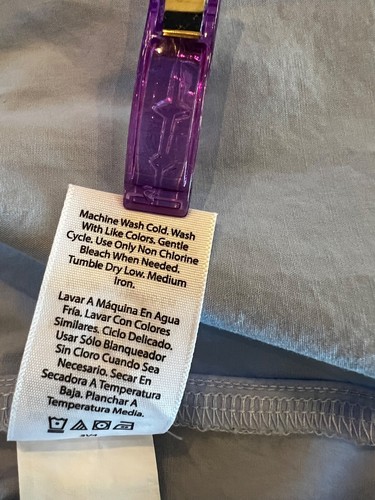 Machine Wash Cold. Wash
With Like Colors. Gentle
Cycle. Use Only Non Chlorine
Bleach When Needed.
Tumble Dry Low. Medium
Iron.
Lavar A Máquina En Agua
Fría. Lavar Con Colores
Similares. Ciclo Delicado.
Usar Sólo Blanqueador
Sin Cloro Cuando Sea
Necesario. Secar En
Secadora A Temperatura
Baja. Planchar A
Temperatura Media.